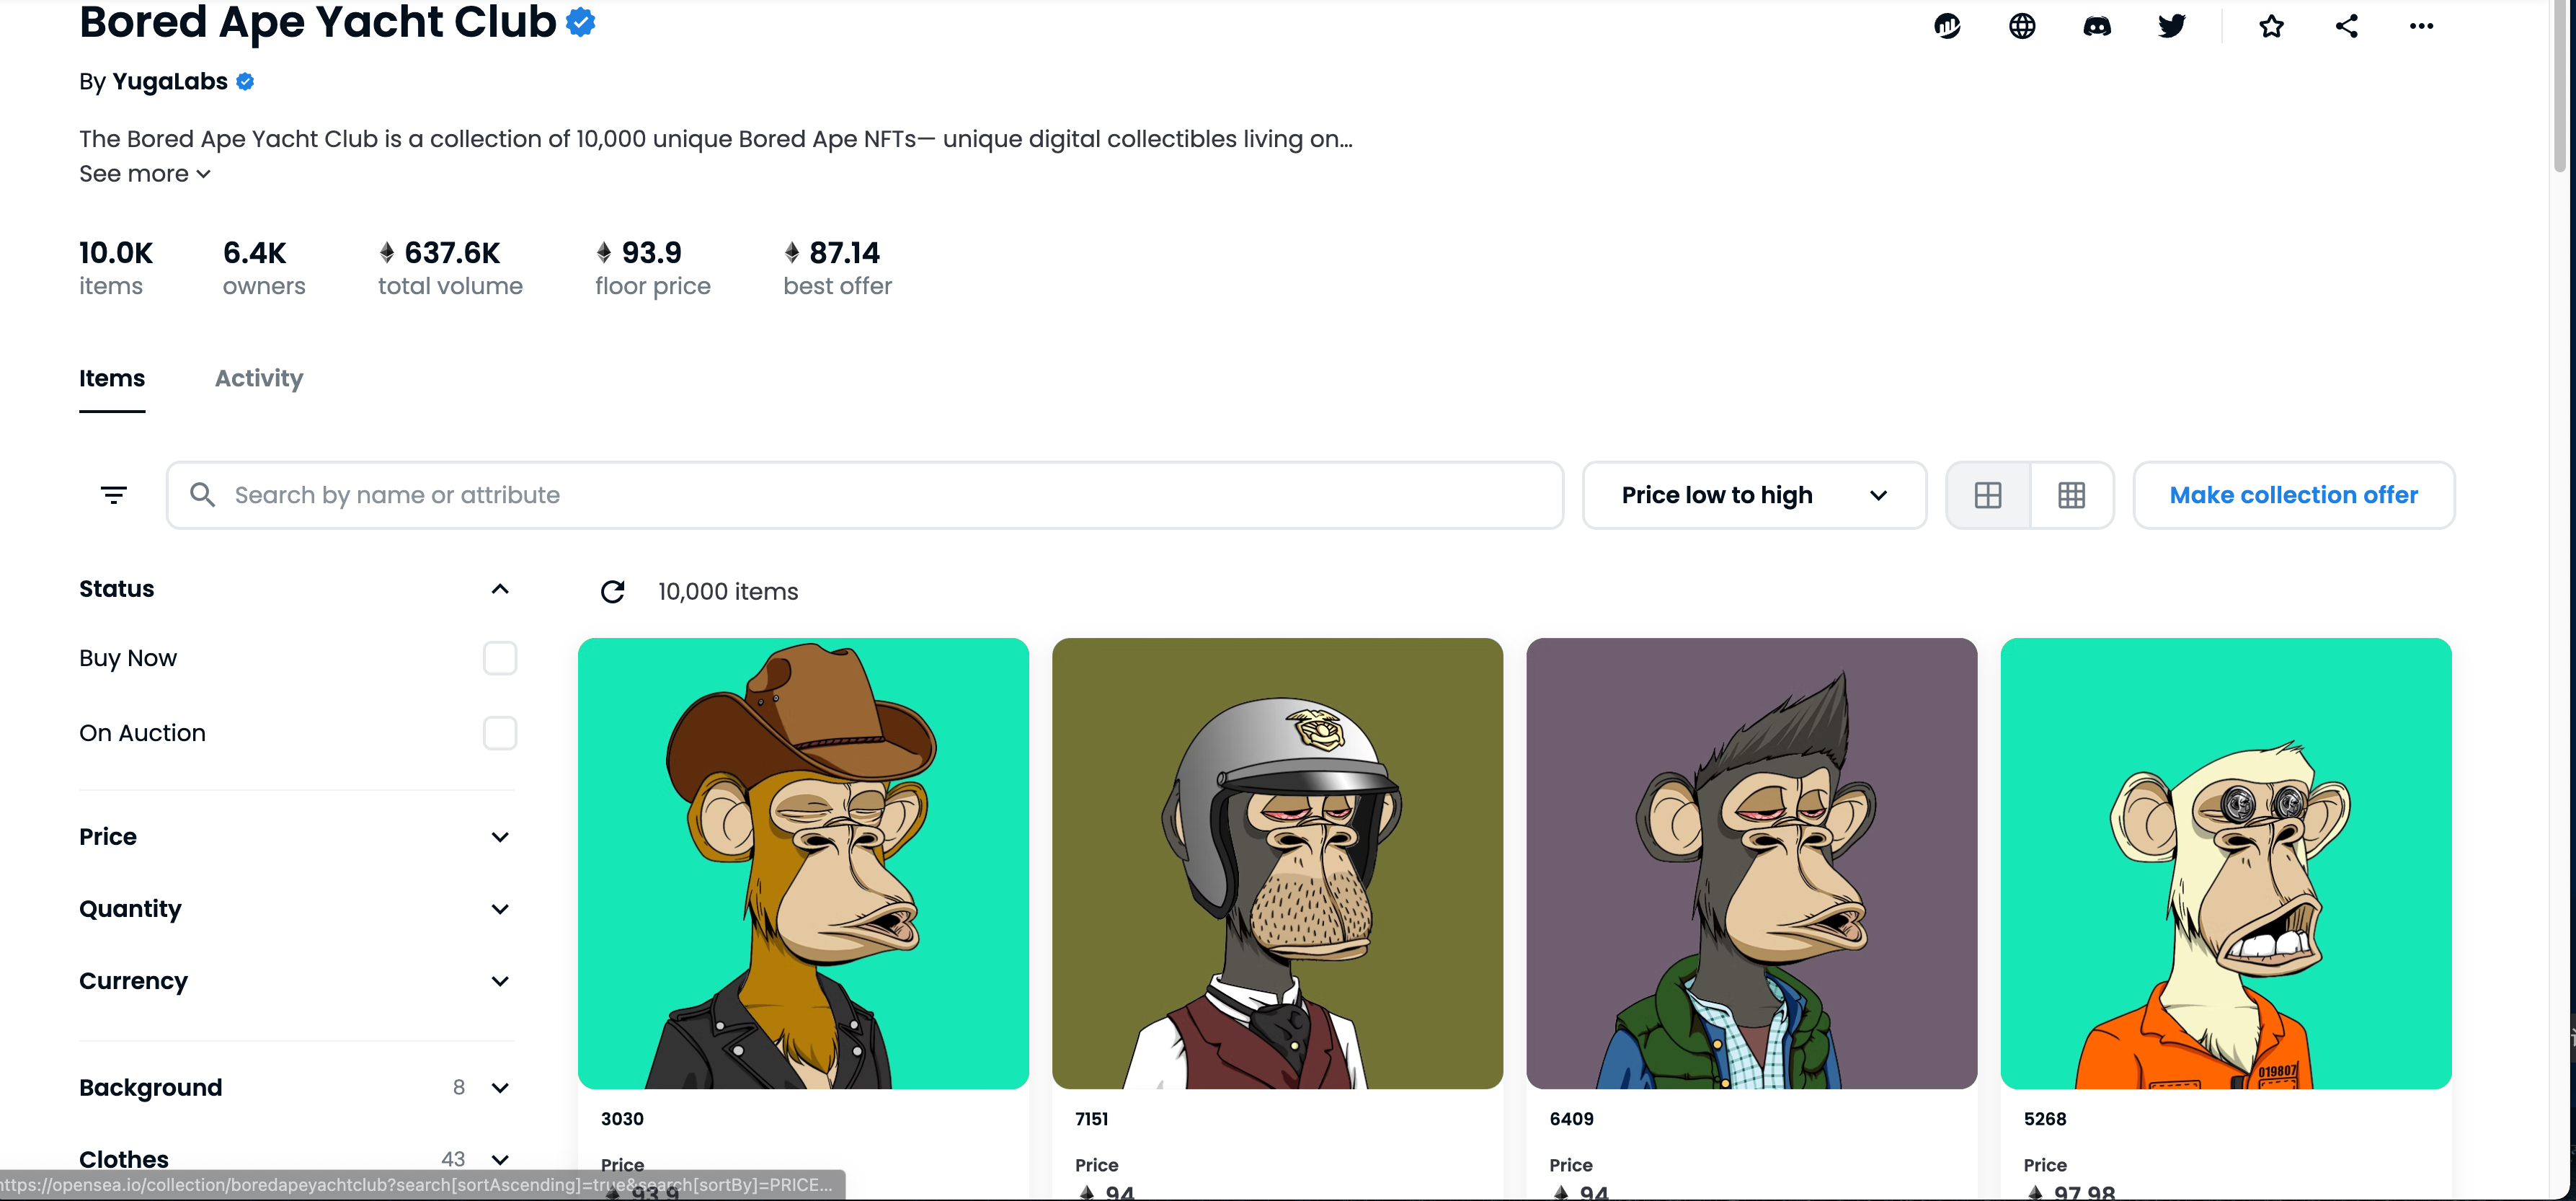 Bored Ape Yacht Club
By YugaLabs
The Bored Ape Yacht Club is a collection of 10,000 unique Bored Ape NFTs— unique digital collectibles living on...
See more
10.0K 6.4K 637.6K 93.9 87.14
items owners total volume floor price best offer
Items Activity
Search by name or attribute
Price low to high
Make collection offer
Status
10,000 items
Buy Now
On Auction
Price
Quantity
Currency
Background 8
Clothes 43
019807
3030 7151 6409 5268
Price Price Price Price
93.9 94 94 97.98
https://opensea.io/collection/boredapeyachtclub?search[sortAscending]=true&search[sortBy]=PRICE...